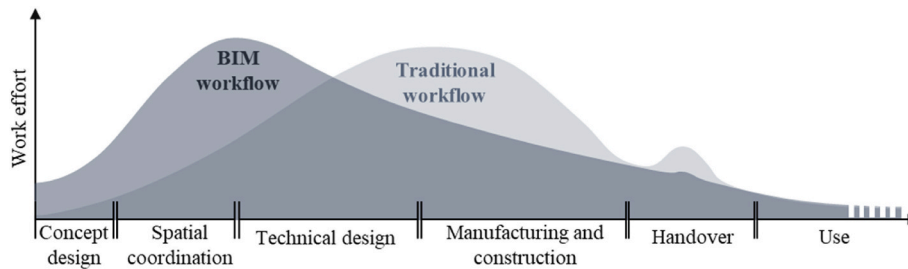 Work effort
BIM
workflow
Traditional
workflow
Concept
design
Spatial
coordination
Technical design
Manufacturing and
construction
Handover
Use